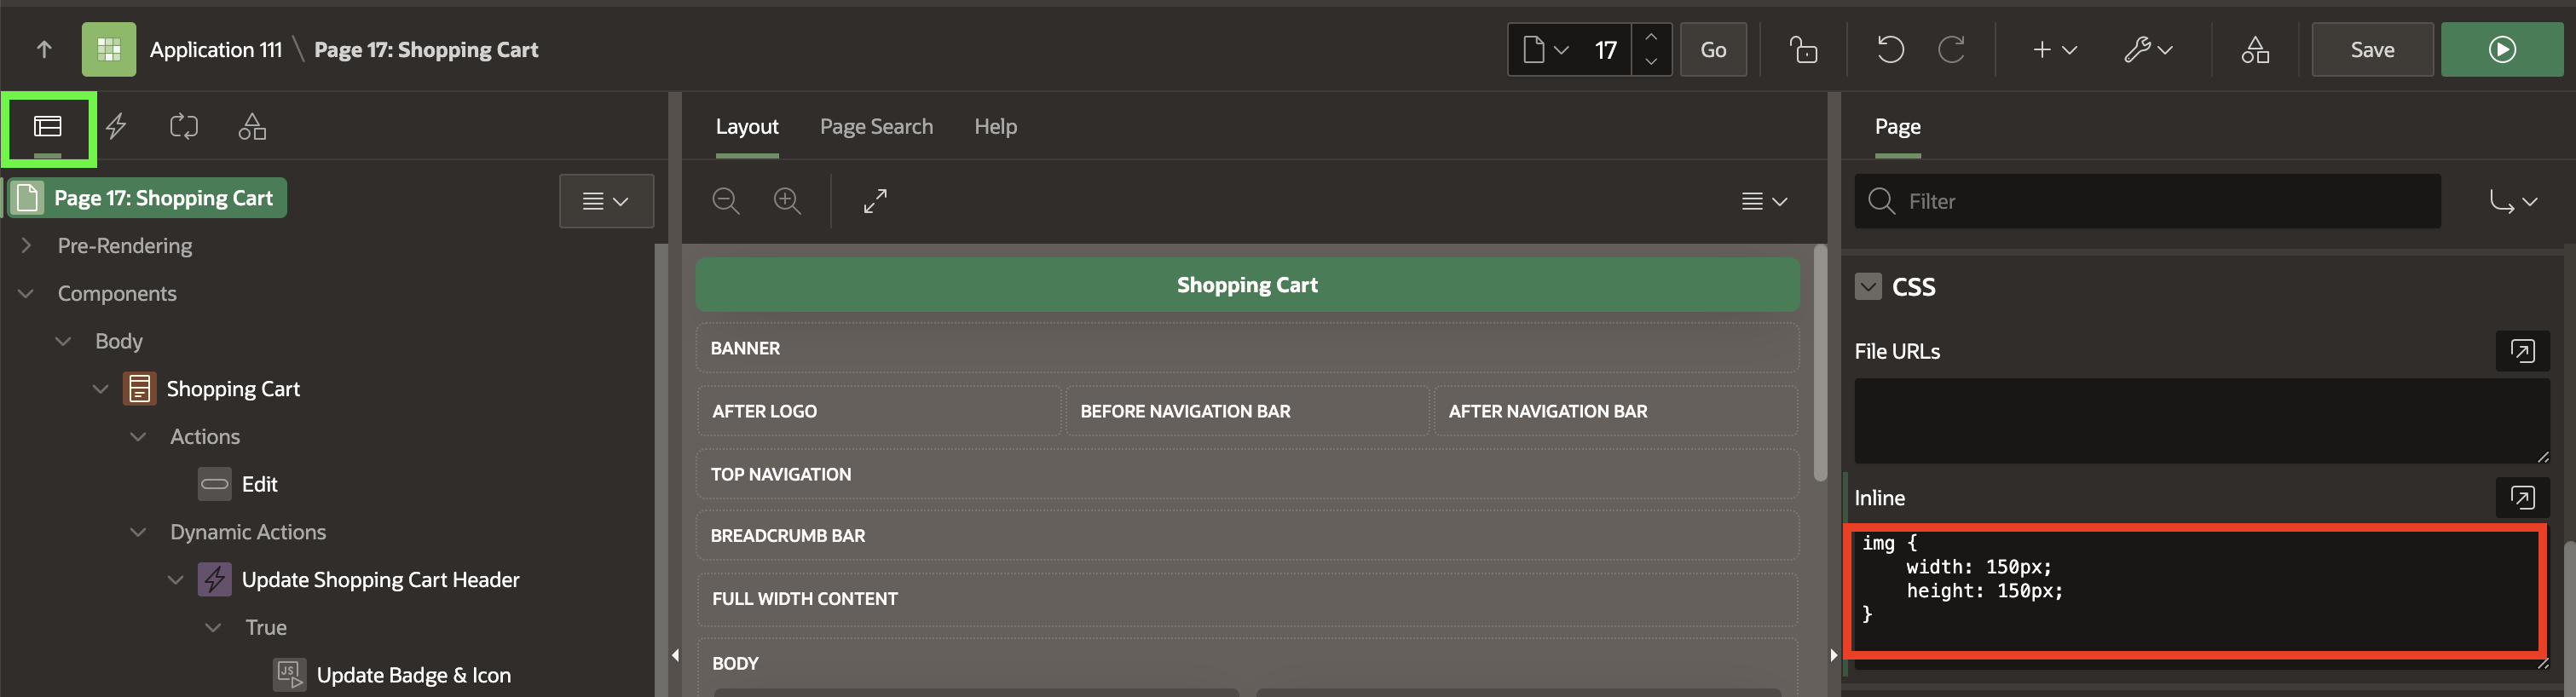 Application 111 \ Page 17: Shopping Cart
17
Go
Save
Layout
Page Search
Help
Page
Page 17: Shopping Cart
Filter
Pre-Rendering
Components
Body
Shopping Cart
Actions
Edit
Dynamic Actions
Update Shopping Cart Header
True
JS
Update Badge & Icon
Shopping Cart
BANNER
AFTER LOGO
BEFORE NAVIGATION BAR
AFTER NAVIGATION BAR
TOP NAVIGATION
BREADCRUMB BAR
FULL WIDTH CONTENT
BODY
CSS
File URLs
Inline
img {
    width: 150px;
    height: 150px;
}